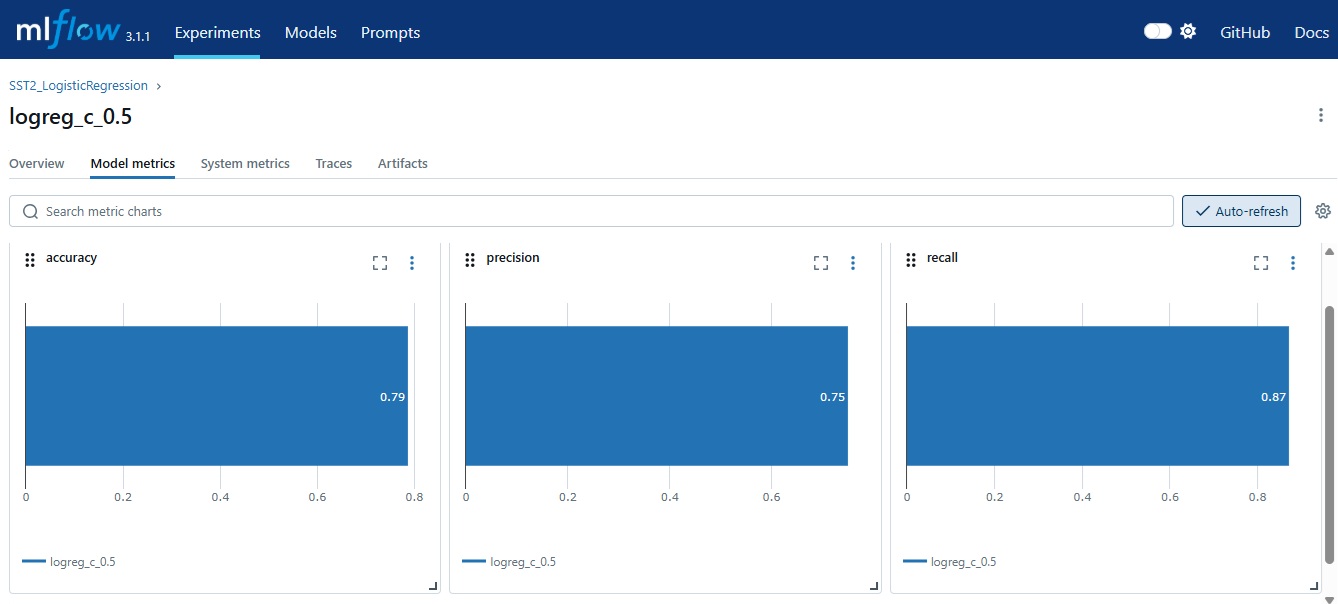 mlflow 3.1.1 Experiments Models Prompts GitHub Docs
SST2_LogisticRegression ›
logreg_c_0.5
Overview Model metrics System metrics Traces Artifacts
Search metric charts Auto-refresh
accuracy precision recall
0.79 0.75 0.87
0 0.2 0.4 0.6 0.8 0 0.2 0.4 0.6 0 0.2 0.4 0.6 0.8
logreg_c_0.5 logreg_c_0.5 logreg_c_0.5